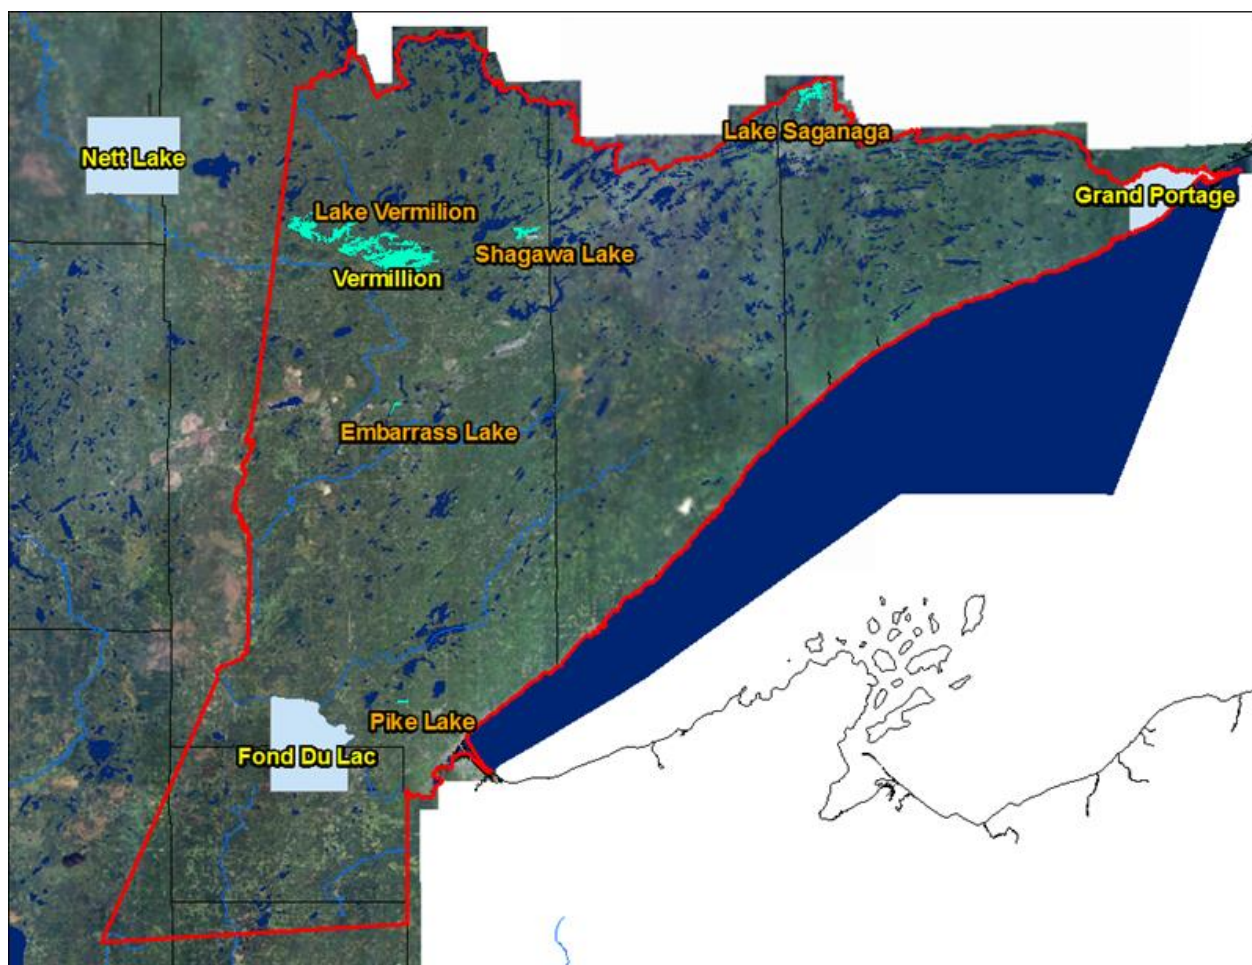 Lake Saganaga
Nett Lake
Grand Portage
Lake Vermilion
Shagawa Lake
Vermillion
Embarrass Lake
Pike Lake
Fond Du Lac